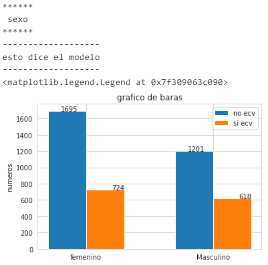 ******
sexo
******
-------------------
esto dice el modelo
-------------------
<matplotlib.legend.Legend at 0x7f309063c090>
grafico de baras
no ecv
si ecv
numeros
1600
1400
1200
1000
800
600
400
200
0
1695
724
1201
618
femenino
Masculino